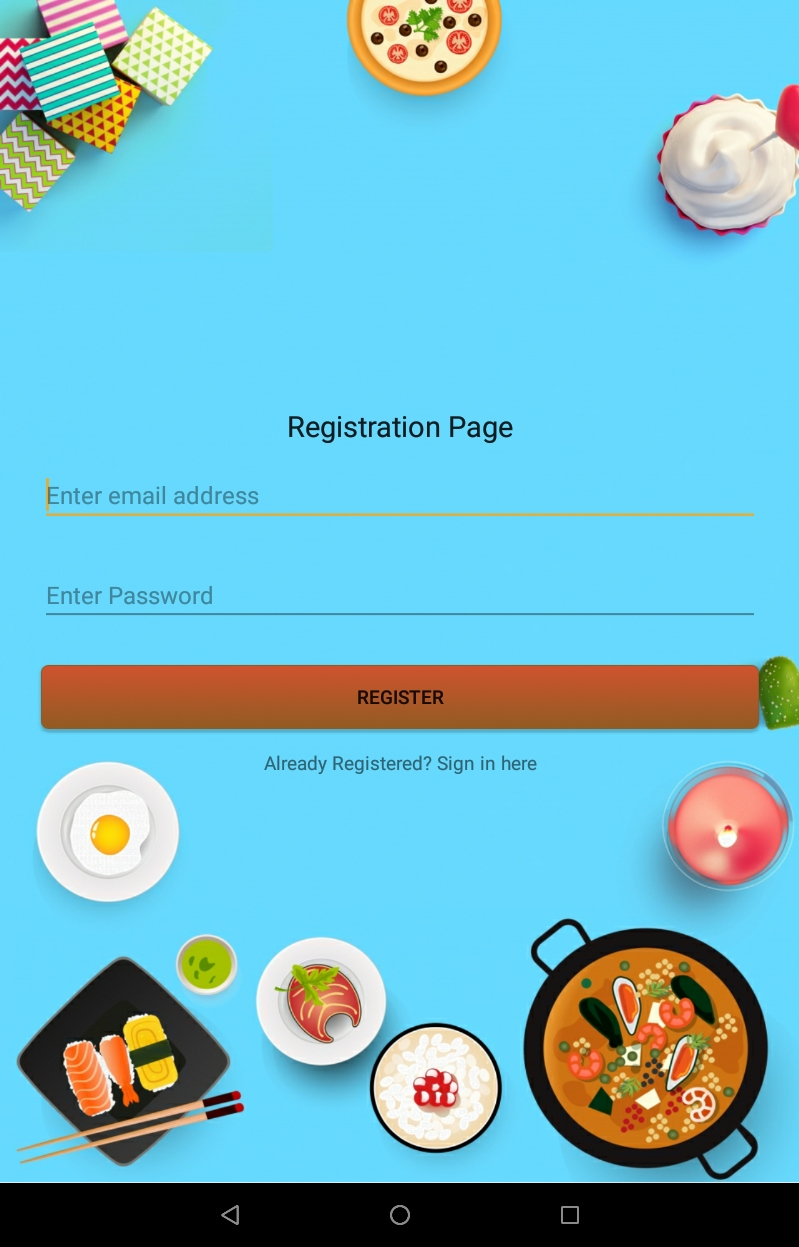 Registration Page
Enter email address
Enter Password
REGISTER
Already Registered? Sign in here